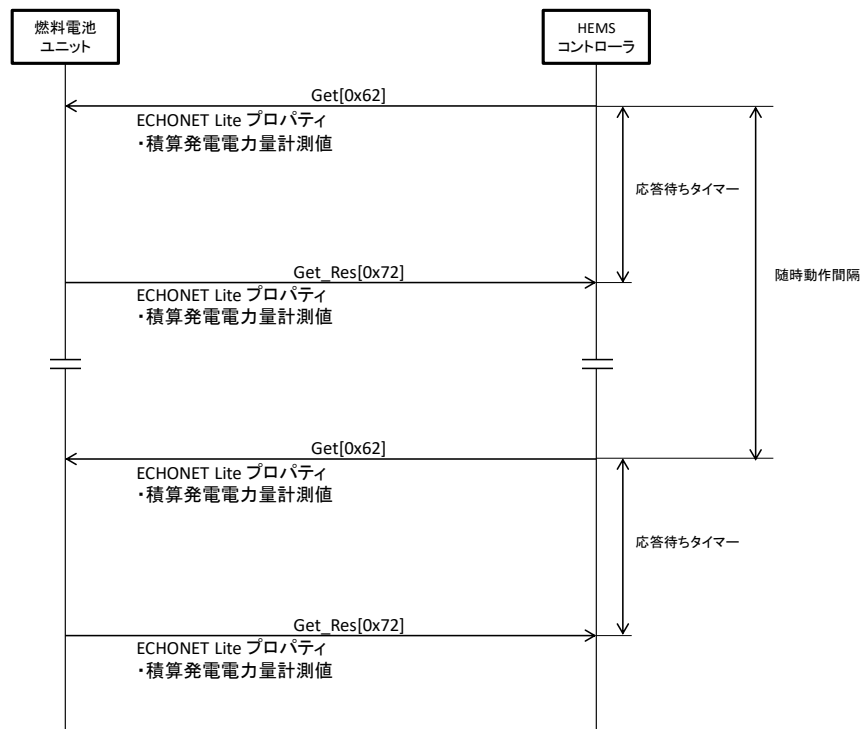 燃料電池
ユニット
HEMS
コントローラ
Get[0x62]
ECHONET Lite プロパティ
・積算発電電力量計測値
応答待ちタイマー
随時動作間隔
Get_Res[0x72]
ECHONET Lite プロパティ
・積算発電電力量計測値
Get[0x62]
ECHONET Lite プロパティ
・積算発電電力量計測値
応答待ちタイマー
Get_Res[0x72]
ECHONET Lite プロパティ
・積算発電電力量計測値